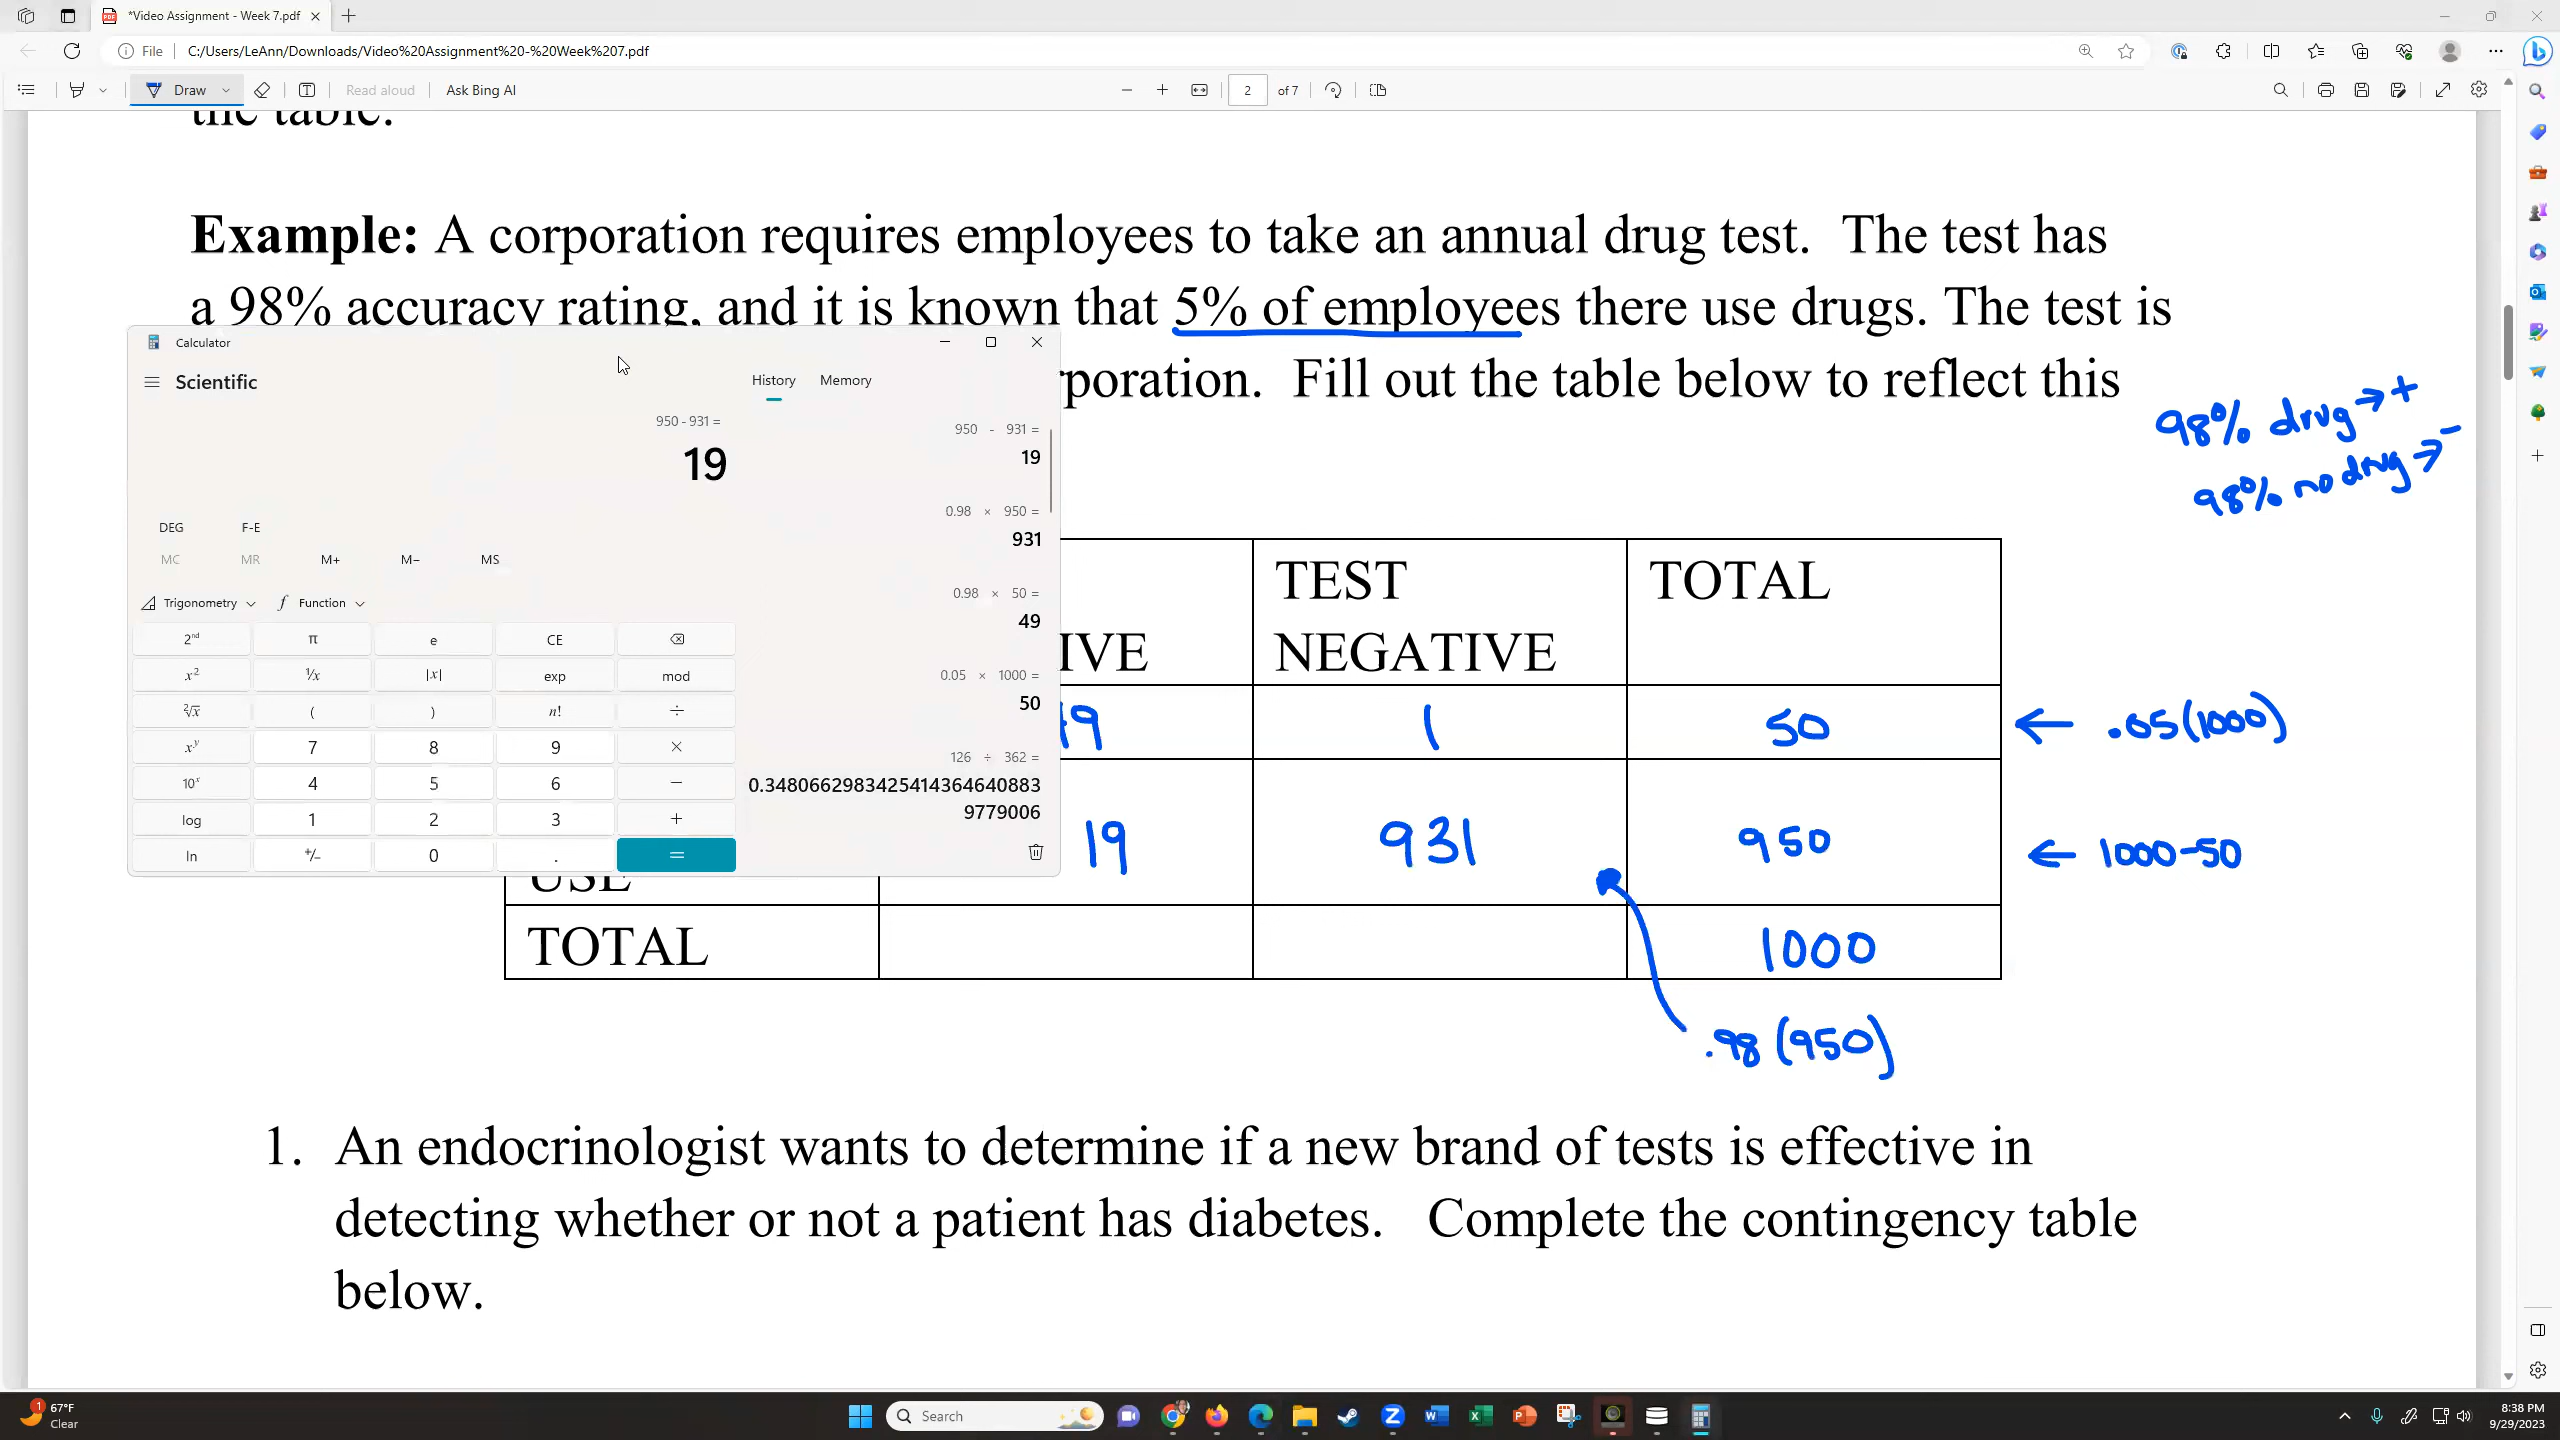 *Video Assignment - Week 7.pdf
File C:/Users/LeAnn/Downloads/Video%20Assignment%20-%20Week%207.pdf
Draw Read aloud Ask Bing AI 2 of 7
the table.
Example: A corporation requires employees to take an annual drug test. The test has
a 98% accuracy rating, and it is known that 5% of employees there use drugs. The test is
rporation. Fill out the table below to reflect this
98% drug → +
98% no drug → -
Calculator
Scientific
History Memory
950 - 931 =
19
950 - 931 =
19
0.98 × 950 =
931
0.98 × 50 =
49
0.05 × 1000 =
50
126 ÷ 362 =
0.3480662983425414364640883
9779006
DEG F-E
MC MR M+ M− MS
Trigonometry f Function
2nd π e CE
x² ¹/x |x| exp mod
²√x ( ) n! ÷
xʸ 7 8 9 ×
10ˣ 4 5 6 −
log 1 2 3 +
ln +/− 0 . =
TEST TOTAL
IVE NEGATIVE
1 50 ← .05(1000)
19 931 950 ← 1000-50
USE
TOTAL 1000
.98 (950)
1. An endocrinologist wants to determine if a new brand of tests is effective in
detecting whether or not a patient has diabetes. Complete the contingency table
below.
1 67°F
Clear
Search
8:38 PM
9/29/2023